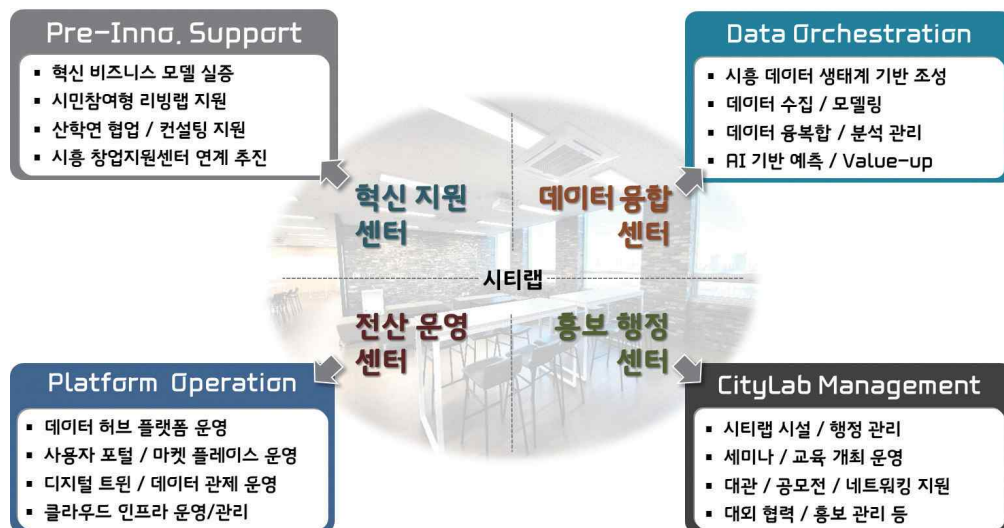 Pre-Inno. Support
▪ 혁신 비즈니스 모델 실증
▪ 시민참여형 리빙랩 지원
▪ 산학연 협업 / 컨설팅 지원
▪ 시흥 창업지원센터 연계 추진
Data Orchestration
▪ 시흥 데이터 생태계 기반 조성
▪ 데이터 수집 / 모델링
▪ 데이터 융복합 / 분석 관리
▪ AI 기반 예측 / Value-up
혁신 지원
센터
데이터 융합
센터
시티랩
전산 운영
센터
홍보 행정
센터
Platform Operation
▪ 데이터 허브 플랫폼 운영
▪ 사용자 포털 / 마켓 플레이스 운영
▪ 디지털 트윈 / 데이터 관제 운영
▪ 클라우드 인프라 운영/관리
CityLab Management
▪ 시티랩 시설 / 행정 관리
▪ 세미나 / 교육 개최 운영
▪ 대관 / 공모전 / 네트워킹 지원
▪ 대외 협력 / 홍보 관리 등